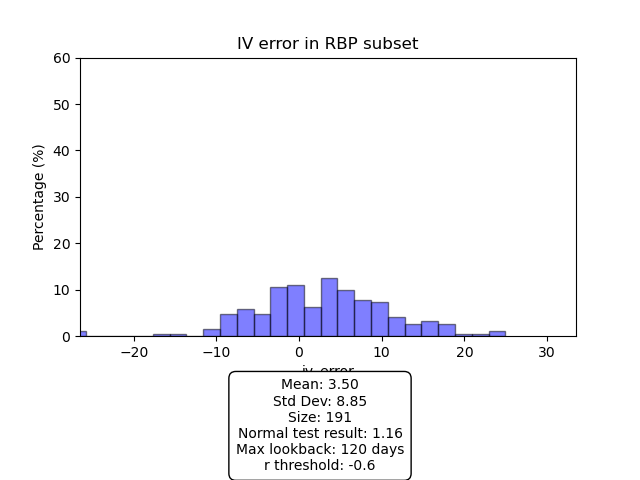 IV error in RBP subset
Percentage (%)
60
50
40
30
20
10
0
−20
−10
0
10
20
30
iv_error
Mean: 3.50
Std Dev: 8.85
Size: 191
Normal test result: 1.16
Max lookback: 120 days
r threshold: -0.6